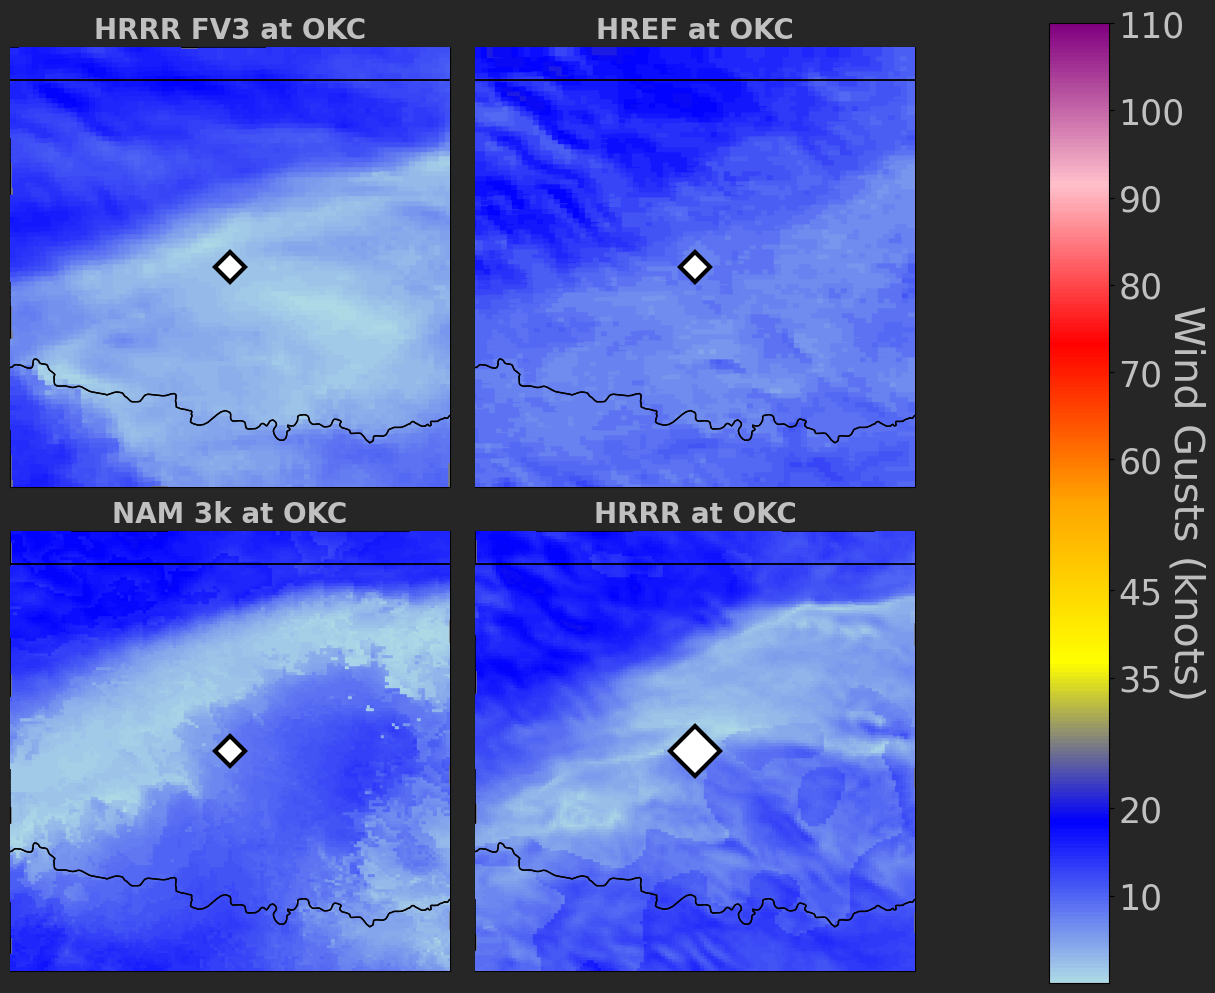 HRRR FV3 at OKC
HREF at OKC
NAM 3k at OKC
HRRR at OKC
110
100
90
80
70
60
45
35
20
10
Wind Gusts (knots)